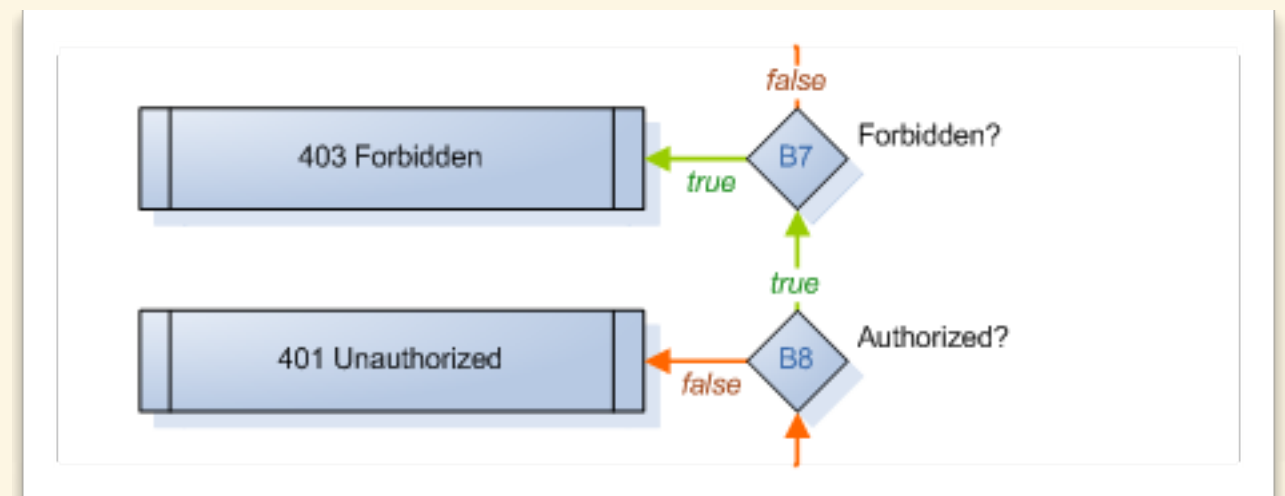 false
403 Forbidden
B7
Forbidden?
true
true
401 Unauthorized
B8
Authorized?
false